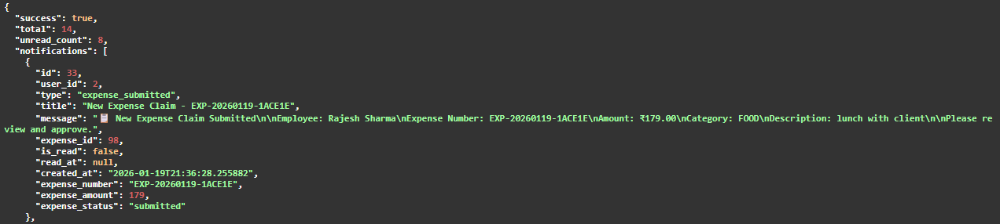 {
  "success": true,
  "total": 14,
  "unread_count": 8,
  "notifications": [
    {
      "id": 33,
      "user_id": 2,
      "type": "expense_submitted",
      "title": "New Expense Claim - EXP-20260119-1ACE1E",
      "message": "📋 New Expense Claim Submitted\n\nEmployee: Rajesh Sharma\nExpense Number: EXP-20260119-1ACE1E\nAmount: ₹179.00\nCategory: FOOD\nDescription: lunch with client\n\nPlease re
view and approve.",
      "expense_id": 98,
      "is_read": false,
      "read_at": null,
      "created_at": "2026-01-19T21:36:28.255882",
      "expense_number": "EXP-20260119-1ACE1E",
      "expense_amount": 179,
      "expense_status": "submitted"
    },